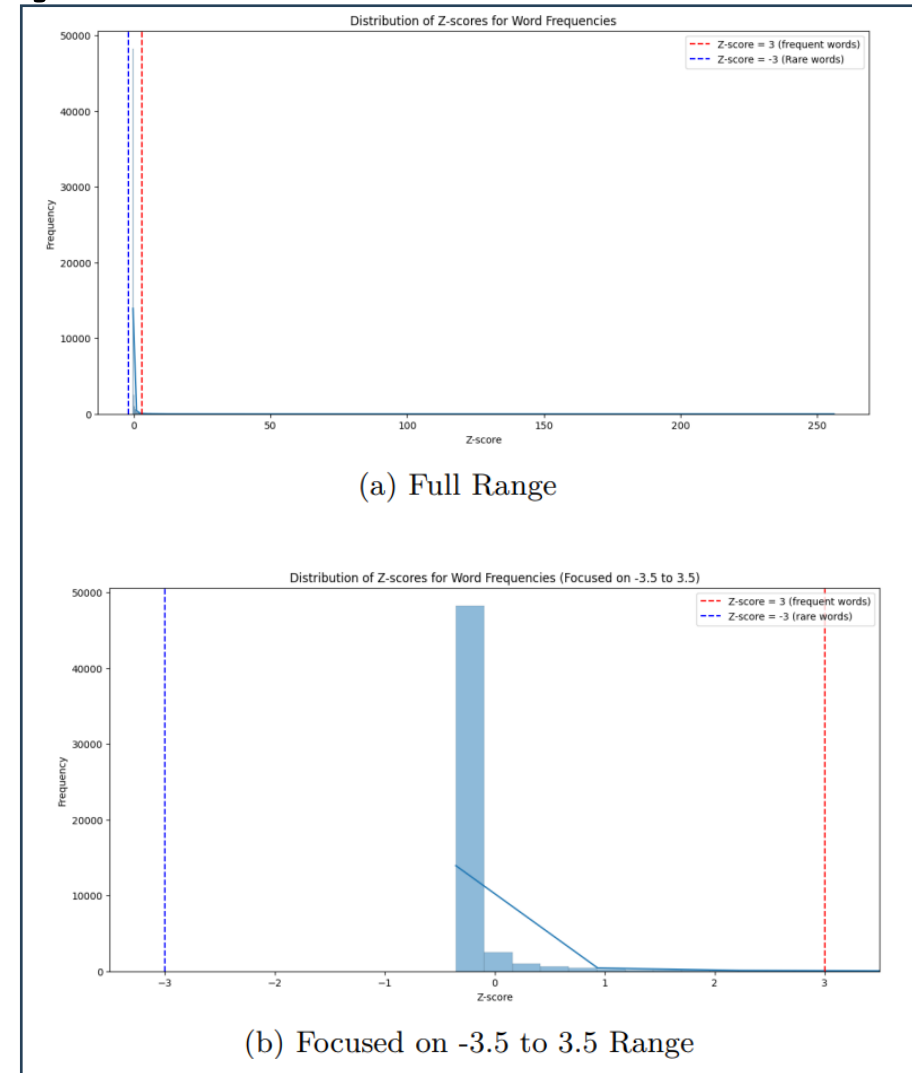 Distribution of Z-scores for Word Frequencies
50000
Z-score = 3 (frequent words)
Z-score = -3 (Rare words)
40000
30000
Frequency
20000
10000
0
0 50 100 150 200 250
Z-score
(a) Full Range
Distribution of Z-scores for Word Frequencies (Focused on -3.5 to 3.5)
50000
Z-score = 3 (frequent words)
Z-score = -3 (rare words)
40000
30000
Frequency
20000
10000
0
−3 −2 −1 0 1 2 3
Z-score
(b) Focused on -3.5 to 3.5 Range